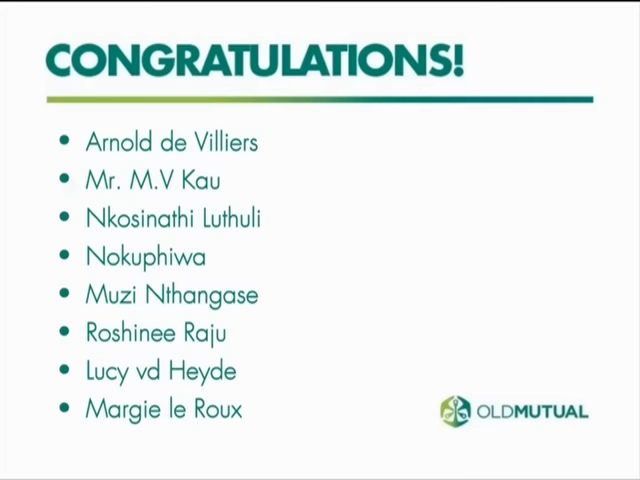 CONGRATULATIONS!
• Arnold de Villiers
• Mr. M.V Kau
• Nkosinathi Luthuli
• Nokuphiwa
• Muzi Nthangase
• Roshinee Raju
• Lucy vd Heyde
• Margie le Roux
OLDMUTUAL